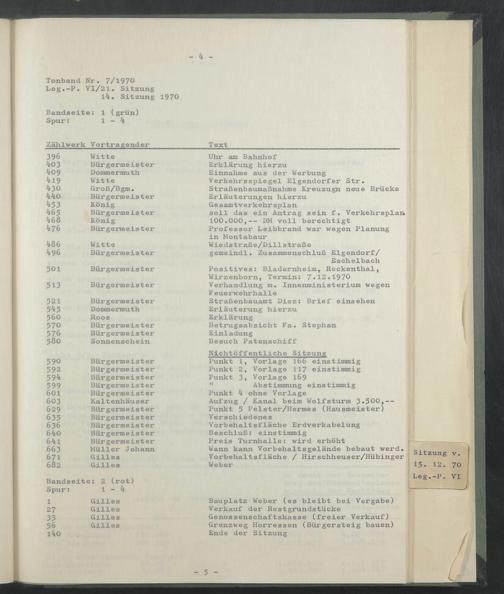 - 4 -
Tonband Nr. 7/1970
Leg.-P. VI/21. Sitzung
14. Sitzung 1970
Bandseite: 1 (grün)
Spur: 1 - 4
Zählwerk Vortragender Text
396 Witte Uhr am Bahnhof
403 Bürgermeister Erklärung hierzu
409 Dommermuth Einnahme aus der Werbung
419 Witte Verkehrsspiegel Elgendorfer Str.
430 Groß/Bgm. Straßenbaumaßnahme Kreuzugn neue Brücke
440 Bürgermeister Erläuterungen hierzu
453 König Gesamtverkehrsplan
465 Bürgermeister soll das ein Antrag sein f. Verkehrsplan
468 König 100.000,-- DM voll berechtigt
476 Bürgermeister Professor Leibbrand war wegen Planung
in Montabaur
486 Witte Wiedstraße/Dillstraße
496 Bürgermeister gemeindl. Zusammenschluß Elgendorf/
Eschelbach
501 Bürgermeister Positives: Bladernheim, Reckenthal,
Wirzenborn, Termin: 7.12.1970
513 Bürgermeister Verhandlung m. Innenministerium wegen
Feuerwehrhalle
521 Bürgermeister Straßenbauamt Diez: Brief einsehen
545 Dommermuth Erläuterung hierzu
560 Roos Erklärung
570 Bürgermeister Betrugsabsicht Fa. Stephan
576 Bürgermeister Einladung
580 Sonnenschein Besuch Patenschiff
Nichtöffentliche Sitzung
590 Bürgermeister Punkt 1, Vorlage 166 einstimmig
592 Bürgermeister Punkt 2, Vorlage 117 einstimmig
594 Bürgermeister Punkt 3, Vorlage 169
599 Bürgermeister " Abstimmung einstimmig
601 Bürgermeister Punkt 4 ohne Vorlage
603 Kaltenhäuser Aufzug / Kanal beim Wolfsturm 3.500,--
629 Bürgermeister Punkt 5 Pelster/Hermes (Hausmeister)
635 Bürgermeister Verschiedenes
636 Bürgermeister Vorbehaltsfläche Erdverkabelung
640 Bürgermeister Beschluß: einstimmig
641 Bürgermeister Preis Turnhalle: wird erhöht
663 Müller Johann Wann kann Vorbehaltsgelände bebaut werd.
671 Gilles Vorbehaltsfläche / Hirschheuser/Hübinger
682 Gilles Weber
Bandseite: 2 (rot)
Spur: 1 - 4
1 Gilles Bauplatz Weber (es bleibt bei Vergabe)
27 Gilles Verkauf der Restgrundstücke
35 Gilles Genossenschaftskasse (freier Verkauf)
56 Gilles Grenzweg Horressen (Bürgersteig bauen)
140 Ende der Sitzung
- 5 -
Sitzung v.
15. 12. 70
Leg.-P. VI